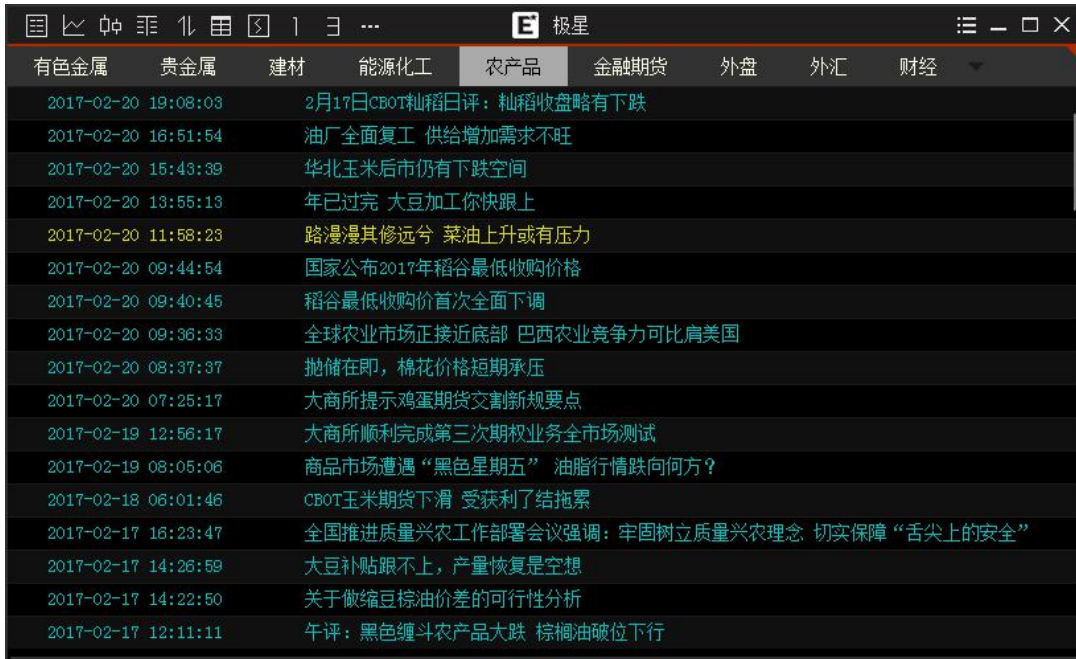 极星
有色金属 贵金属 建材 能源化工 农产品 金融期货 外盘 外汇 财经
2017-02-20 19:08:03 2月17日CBOT籼稻日评：籼稻收盘略有下跌
2017-02-20 16:51:54 油厂全面复工 供给增加需求不旺
2017-02-20 15:43:39 华北玉米后市仍有下跌空间
2017-02-20 13:55:13 年已过完 大豆加工你快跟上
2017-02-20 11:58:23 路漫漫其修远兮 菜油上升或有压力
2017-02-20 09:44:54 国家公布2017年稻谷最低收购价格
2017-02-20 09:40:45 稻谷最低收购价首次全面下调
2017-02-20 09:36:33 全球农业市场正接近底部 巴西农业竞争力可比肩美国
2017-02-20 08:37:37 抛储在即，棉花价格短期承压
2017-02-20 07:25:17 大商所提示鸡蛋期货交割新规要点
2017-02-19 12:56:17 大商所顺利完成第三次期权业务全市场测试
2017-02-19 08:05:06 商品市场遭遇“黑色星期五” 油脂行情跌向何方？
2017-02-18 06:01:46 CBOT玉米期货下滑 受获利了结拖累
2017-02-17 16:23:47 全国推进质量兴农工作部署会议强调：牢固树立质量兴农理念 切实保障“舌尖上的安全”
2017-02-17 14:26:59 大豆补贴跟不上，产量恢复是空想
2017-02-17 14:22:50 关于做缩豆棕油价差的可行性分析
2017-02-17 12:11:11 午评：黑色缠斗农产品大跌 棕榈油破位下行